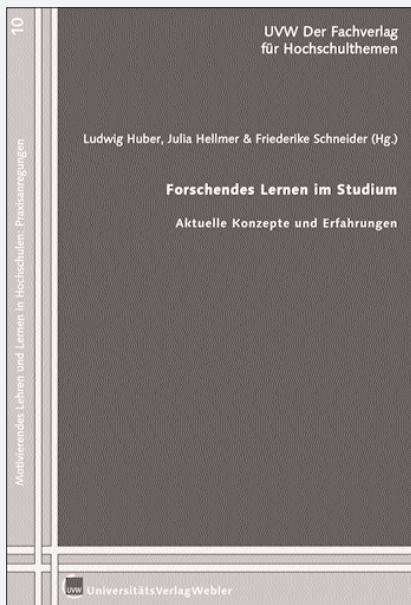 10
UVW Der Fachverlag
für Hochschulthemen
Ludwig Huber, Julia Hellmer & Friederike Schneider (Hg.)
Forschendes Lernen im Studium
Aktuelle Konzepte und Erfahrungen
Motivierendes Lehren und Lernen in Hochschulen: Praxisanregungen
UVW UniversitätsVerlagWebler